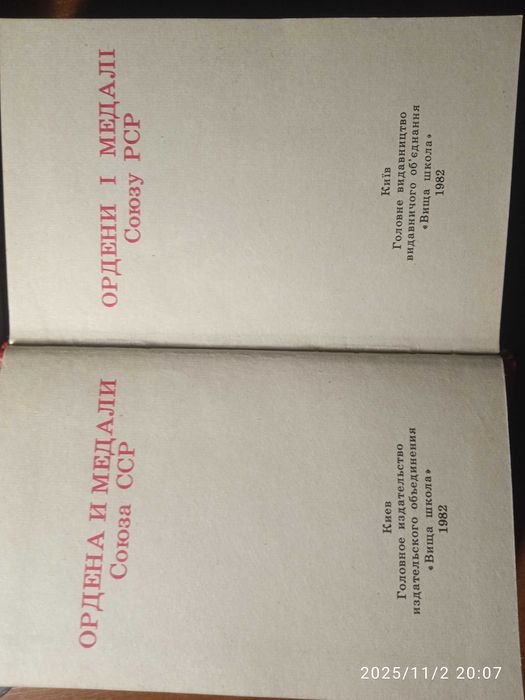 ОРДЕНА И МЕДАЛИ
Союза ССР
Киев
Головное издательство
издательского объединения
«Вища школа»
1982
ОРДЕНИ І МЕДАЛІ
Союзу РСР
Київ
Головне видавництво
видавничого об'єднання
«Вища школа»
1982
2025/11/2 20:07